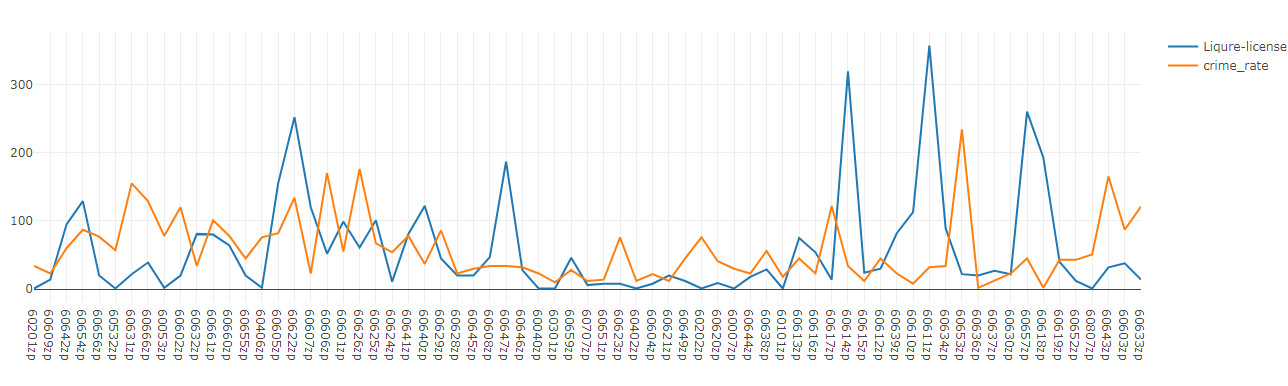 Liqure-license
crime_rate
300
200
100
0
60201zp
60609zp
60642zp
60654zp
60656zp
60532zp
60631zp
60666zp
60053zp
60602zp
60632zp
60661zp
60660zp
60655zp
60406zp
60605zp
60622zp
60607zp
60606zp
60601zp
60626zp
60625zp
60624zp
60641zp
60640zp
60629zp
60628zp
60645zp
60608zp
60647zp
60646zp
60040zp
60301zp
60659zp
60707zp
60651zp
60623zp
60402zp
60604zp
60621zp
60649zp
60202zp
60620zp
60007zp
60644zp
60638zp
60101zp
60613zp
60616zp
60617zp
60614zp
60615zp
60612zp
60639zp
60610zp
60611zp
60634zp
60653zp
60636zp
60637zp
60630zp
60657zp
60618zp
60619zp
60652zp
60807zp
60643zp
60603zp
60633zp